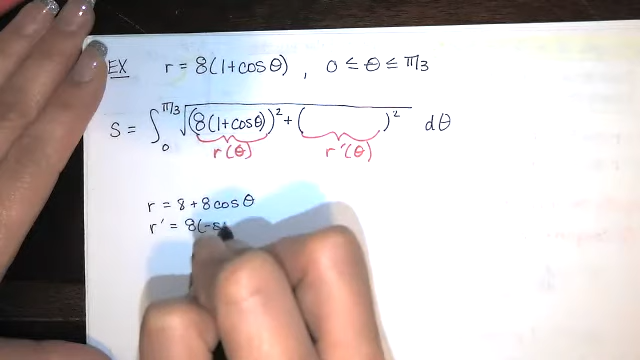 EX r = 8(1+cosθ) , 0 ≤ θ ≤ π/3
S = ∫₀^π/3 √(8(1+cosθ))² + ( )² dθ
r(θ) r'(θ)
r = 8 + 8cosθ
r' = 8(-s